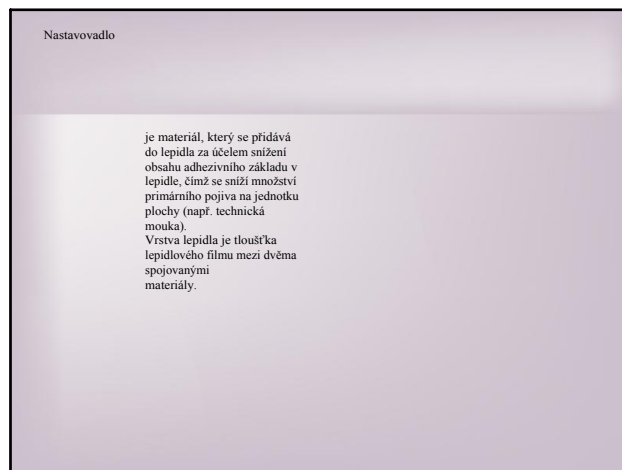 Nastavovadlo
je materiál, který se přidává
do lepidla za účelem snížení
obsahu adhezivního základu v
lepidle, čímž se sníží množství
primárního pojiva na jednotku
plochy (např. technická
mouka).
Vrstva lepidla je tloušťka
lepidlového filmu mezi dvěma
spojovanými
materiály.